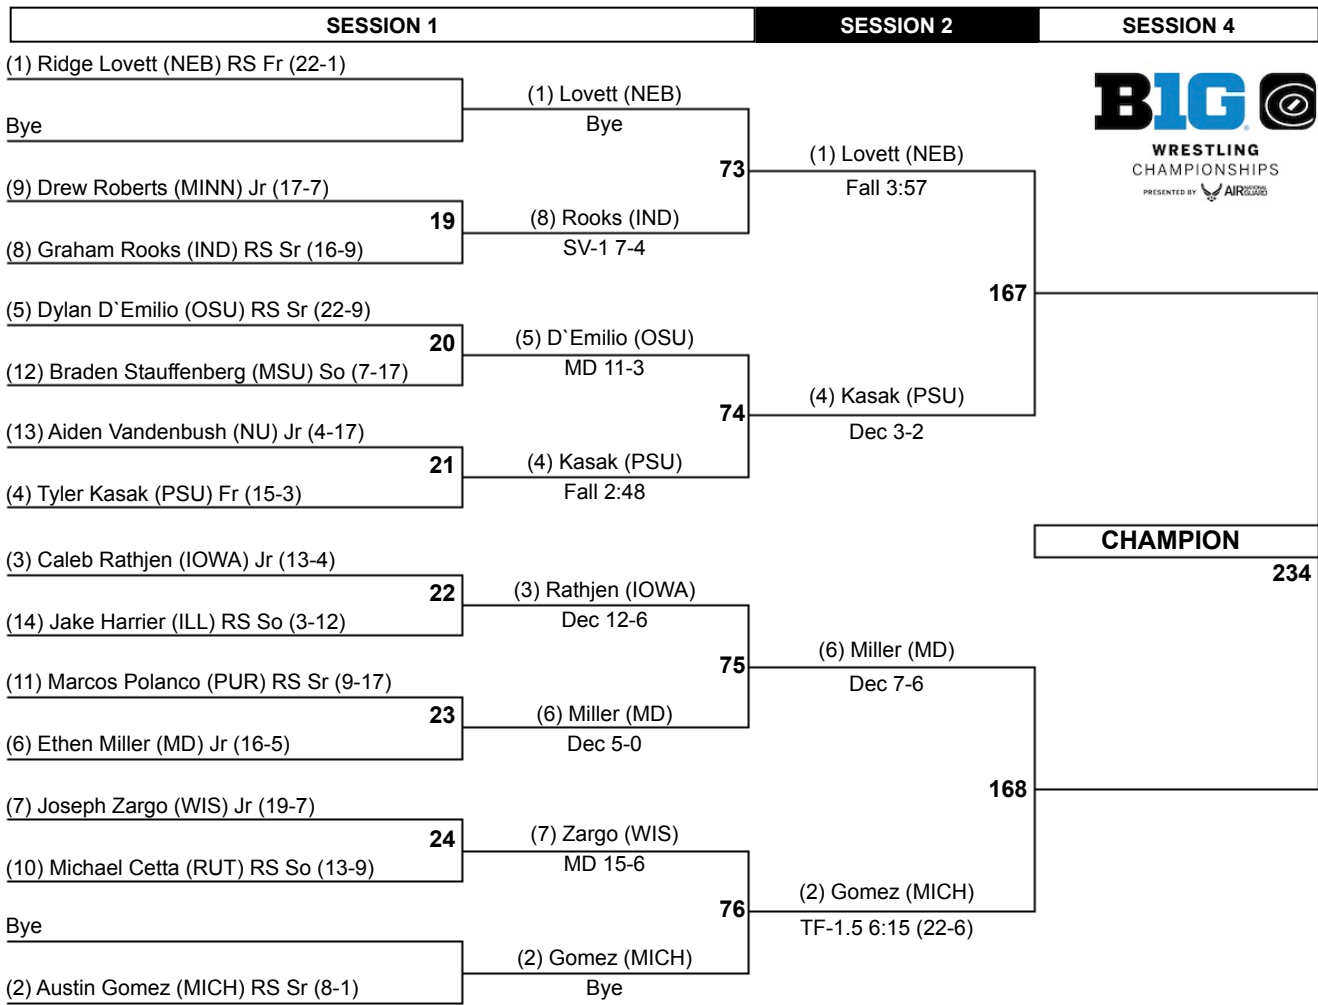 SESSION 1
SESSION 2
SESSION 4
(1) Ridge Lovett (NEB) RS Fr (22-1)
Bye
(9) Drew Roberts (MINN) Jr (17-7)
19
(8) Graham Rooks (IND) RS Sr (16-9)
(5) Dylan D`Emilio (OSU) RS Sr (22-9)
20
(12) Braden Stauffenberg (MSU) So (7-17)
(13) Aiden Vandenbush (NU) Jr (4-17)
21
(4) Tyler Kasak (PSU) Fr (15-3)
(3) Caleb Rathjen (IOWA) Jr (13-4)
22
(14) Jake Harrier (ILL) RS So (3-12)
(11) Marcos Polanco (PUR) RS Sr (9-17)
23
(6) Ethen Miller (MD) Jr (16-5)
(7) Joseph Zargo (WIS) Jr (19-7)
24
(10) Michael Cetta (RUT) RS So (13-9)
Bye
(2) Austin Gomez (MICH) RS Sr (8-1)
(1) Lovett (NEB)
Bye
73
(8) Rooks (IND)
SV-1 7-4
(5) D`Emilio (OSU)
MD 11-3
74
(4) Kasak (PSU)
Fall 2:48
(3) Rathjen (IOWA)
Dec 12-6
75
(6) Miller (MD)
Dec 5-0
(7) Zargo (WIS)
MD 15-6
76
(2) Gomez (MICH)
Bye
(1) Lovett (NEB)
Fall 3:57
167
(4) Kasak (PSU)
Dec 3-2
(6) Miller (MD)
Dec 7-6
168
(2) Gomez (MICH)
TF-1.5 6:15 (22-6)
B1G
WRESTLING
CHAMPIONSHIPS
PRESENTED BY AIR NATIONAL GUARD
CHAMPION
234